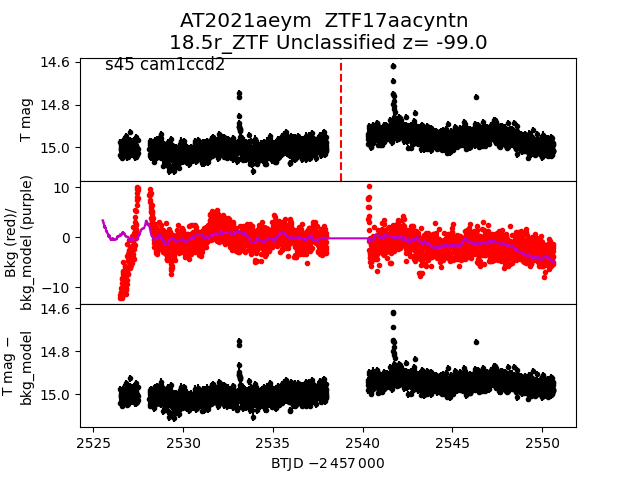 AT2021aeym  ZTF17aacyntn
18.5r_ZTF Unclassified z= -99.0
s45 cam1ccd2
14.6
14.8
15.0
T mag
10
0
−10
Bkg (red)/
bkg_model (purple)
14.6
14.8
15.0
T mag −
bkg_model
2525 2530 2535 2540 2545 2550
BTJD −2 457 000